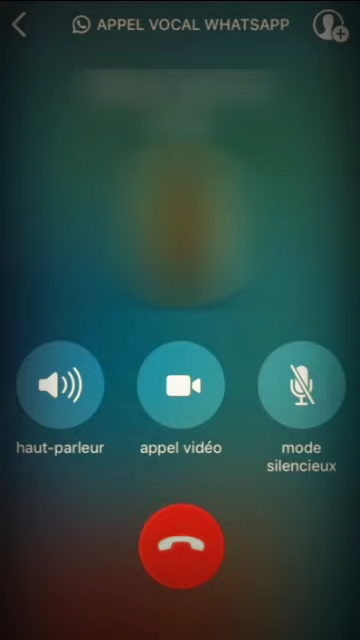 APPEL VOCAL WHATSAPP
haut-parleur
appel vidéo
mode
silencieux